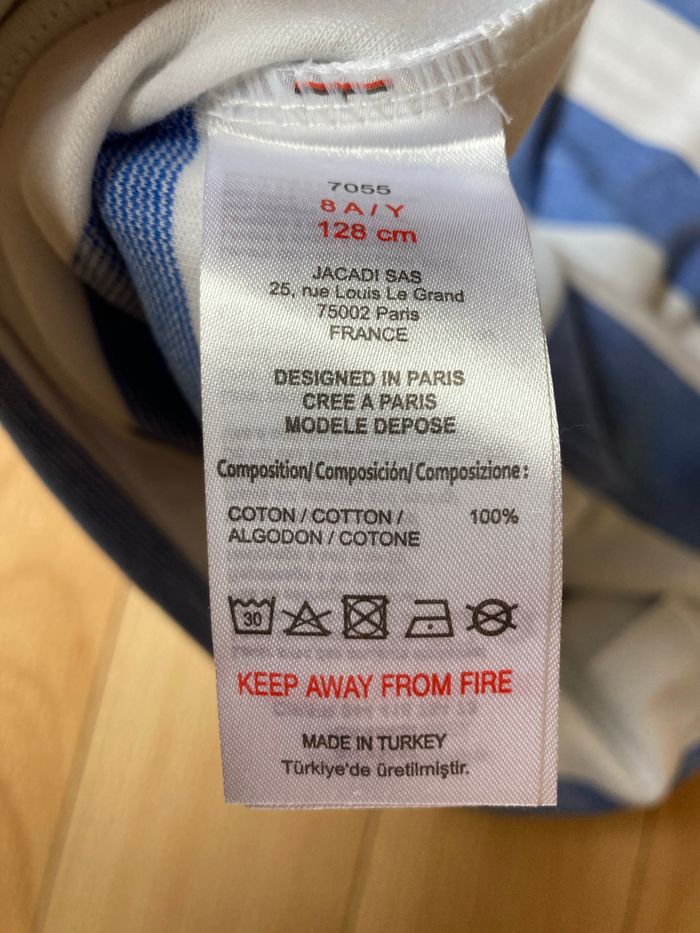 7055
8 A / Y
128 cm
JACADI SAS
25, rue Louis Le Grand
75002 Paris
FRANCE
DESIGNED IN PARIS
CREE A PARIS
MODELE DEPOSE
Composition/Composición/Composizione :
COTON / COTTON / 100%
ALGODON / COTONE
30
KEEP AWAY FROM FIRE
MADE IN TURKEY
Türkiye'de üretilmiştir.